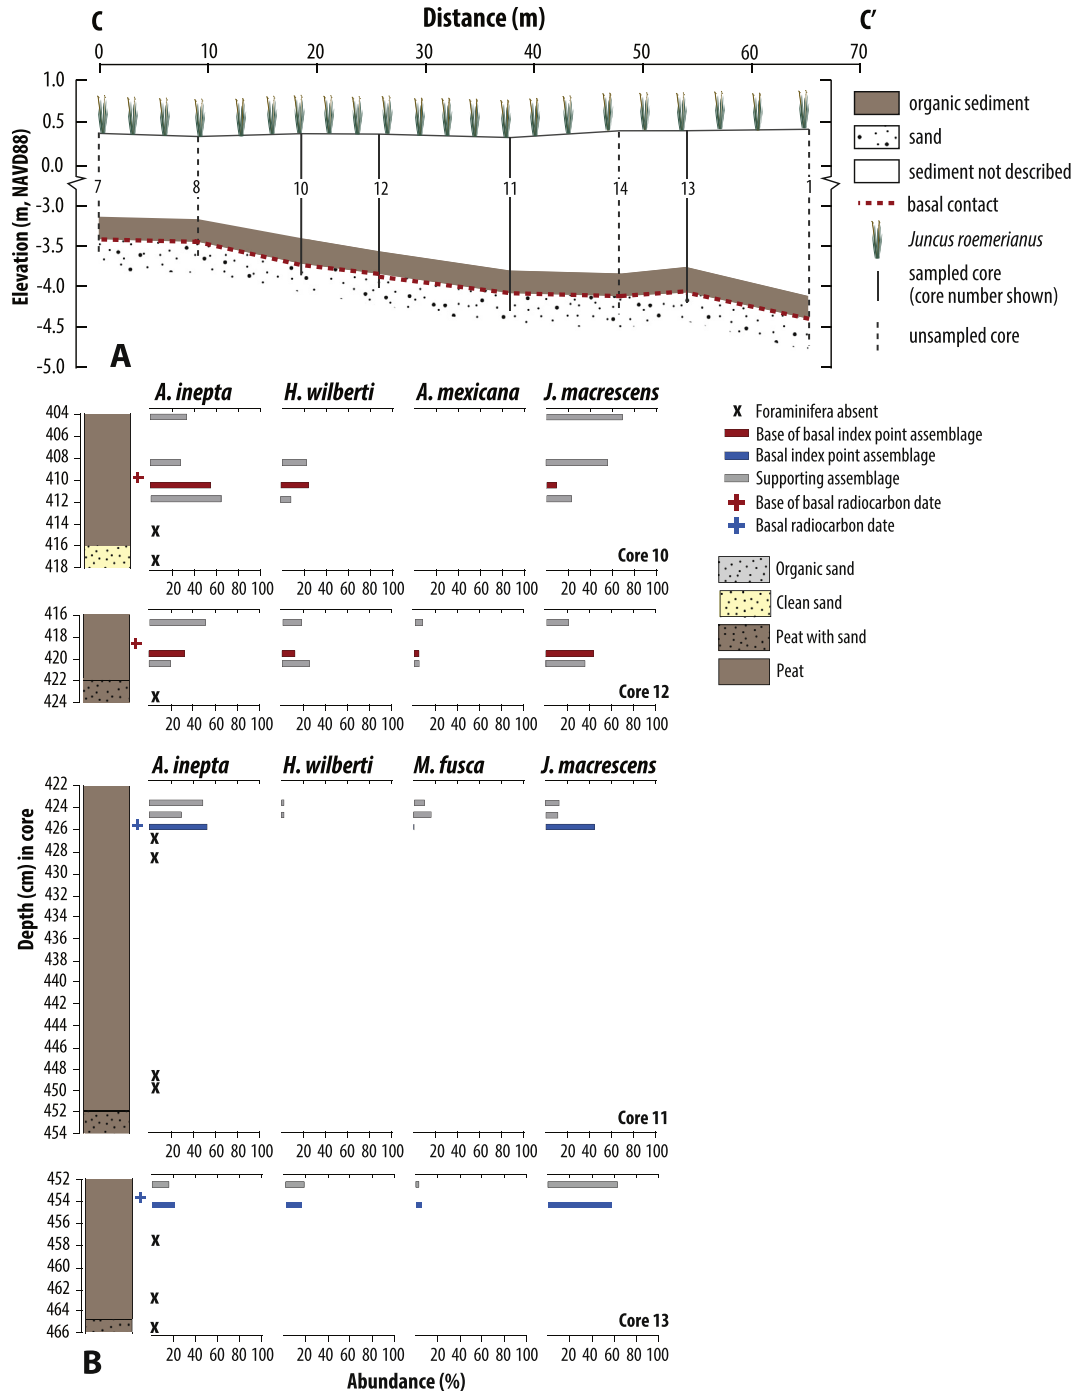 C Distance (m) C’
0 10 20 30 40 50 60 70
Elevation (m, NAVD88)
1.0
0.5
0.0
-3.0
-3.5
-4.0
-4.5
-5.0
7 8 10 12 11 14 13 1
organic sediment
sand
sediment not described
basal contact
Juncus roemerianus
sampled core
(core number shown)
unsampled core
A
A. inepta H. wilberti A. mexicana J. macrescens
404
406
408
410
412
414
416
418
x
x
Core 10
20 40 60 80 100 20 40 60 80 100 20 40 60 80 100 20 40 60 80 100
x Foraminifera absent
Base of basal index point assemblage
Basal index point assemblage
Supporting assemblage
Base of basal radiocarbon date
Basal radiocarbon date
Organic sand
Clean sand
Peat with sand
Peat
416
418
420
422
424
x
Core 12
20 40 60 80 100 20 40 60 80 100 20 40 60 80 100 20 40 60 80 100
A. inepta H. wilberti M. fusca J. macrescens
Depth (cm) in core
422
424
426
428
430
432
434
436
438
440
442
444
446
448
450
452
454
x
x
x
x
Core 11
20 40 60 80 100 20 40 60 80 100 20 40 60 80 100 20 40 60 80 100
452
454
456
458
460
462
464
466
x
x
x
Core 13
20 40 60 80 100 20 40 60 80 100 20 40 60 80 100 20 40 60 80 100
B
Abundance (%)